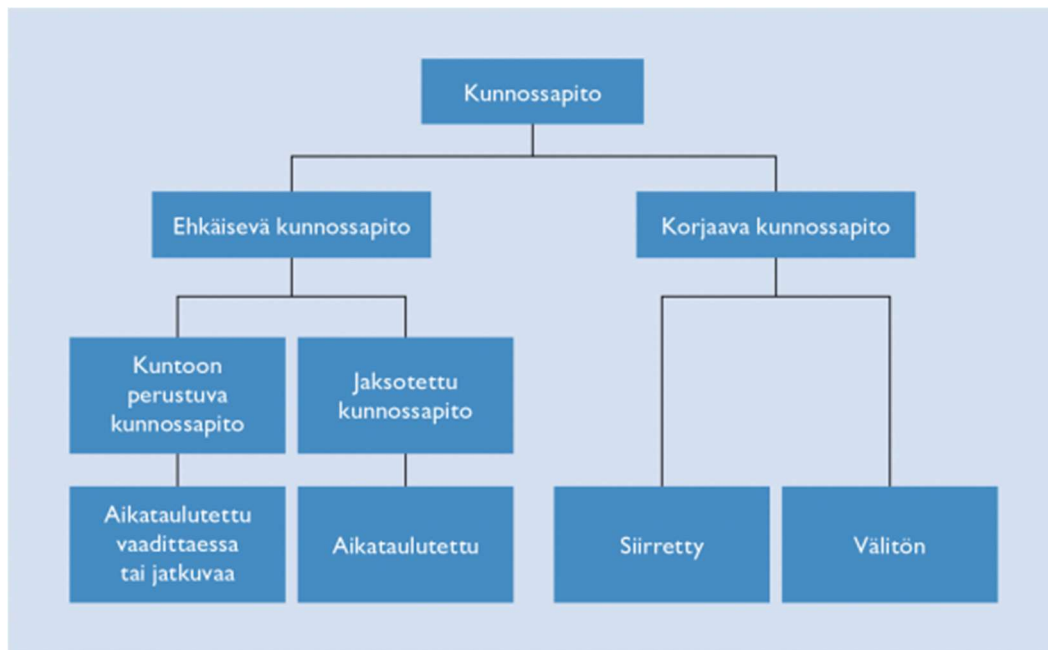 Kunnossapito
Ehkäisevä kunnossapito
Korjaava kunnossapito
Kuntoon
perustuva
kunnossapito
Jaksotettu
kunnossapito
Aikataulutettu
vaadittaessa
tai jatkuvaa
Aikataulutettu
Siirretty
Välitön